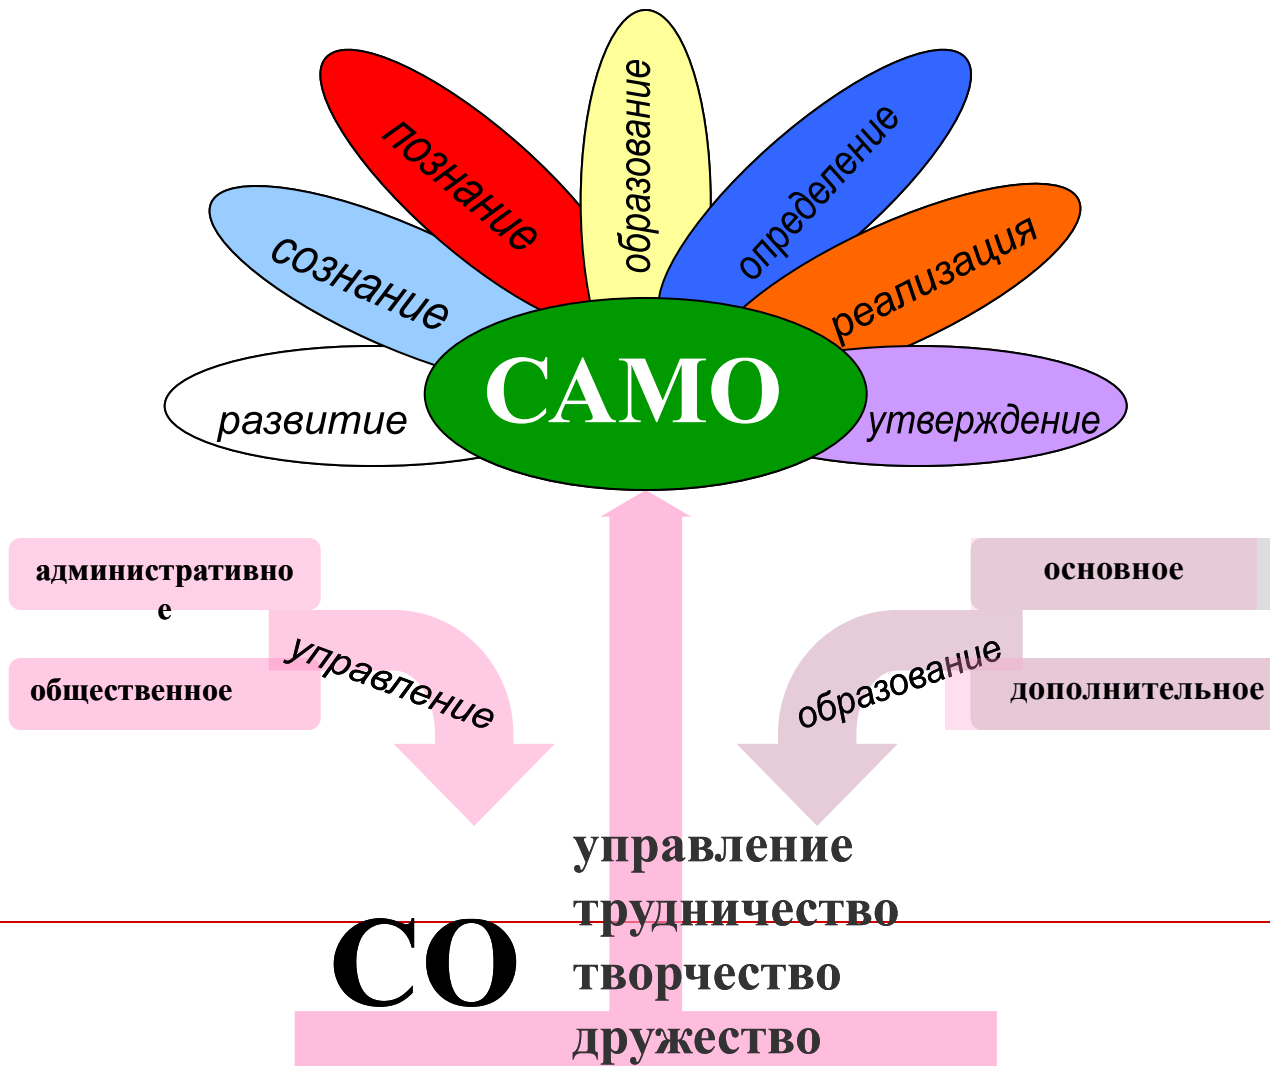 образование
познание
определение
сознание
реализация
САМО
развитие
утверждение
административно
е
основное
управление
образование
общественное
дополнительное
управление
трудничество
СО
творчество
дружество